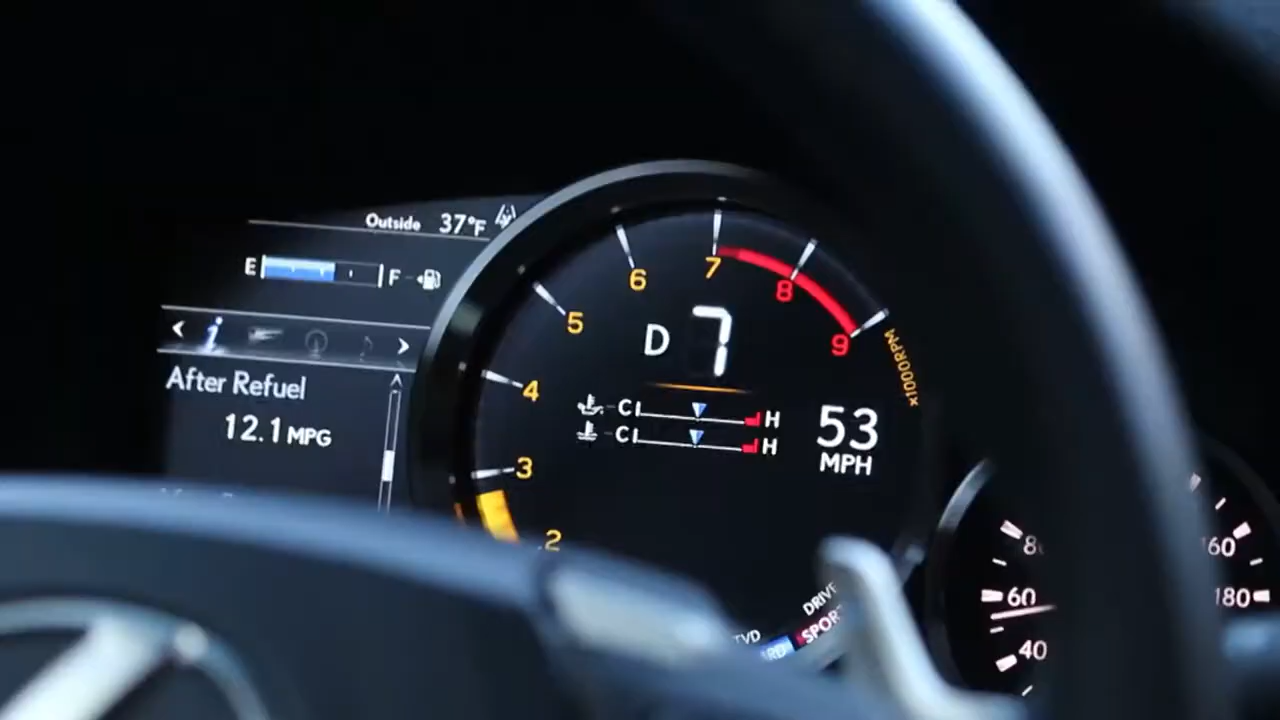 Outside 37°F
E F
After Refuel
12.1 MPG
7
6
8
5
9
D 7
x1000RPM
4
C H
C H
53
MPH
3
2
DRIVE
SPORT
TVD
80
60
40
160
180